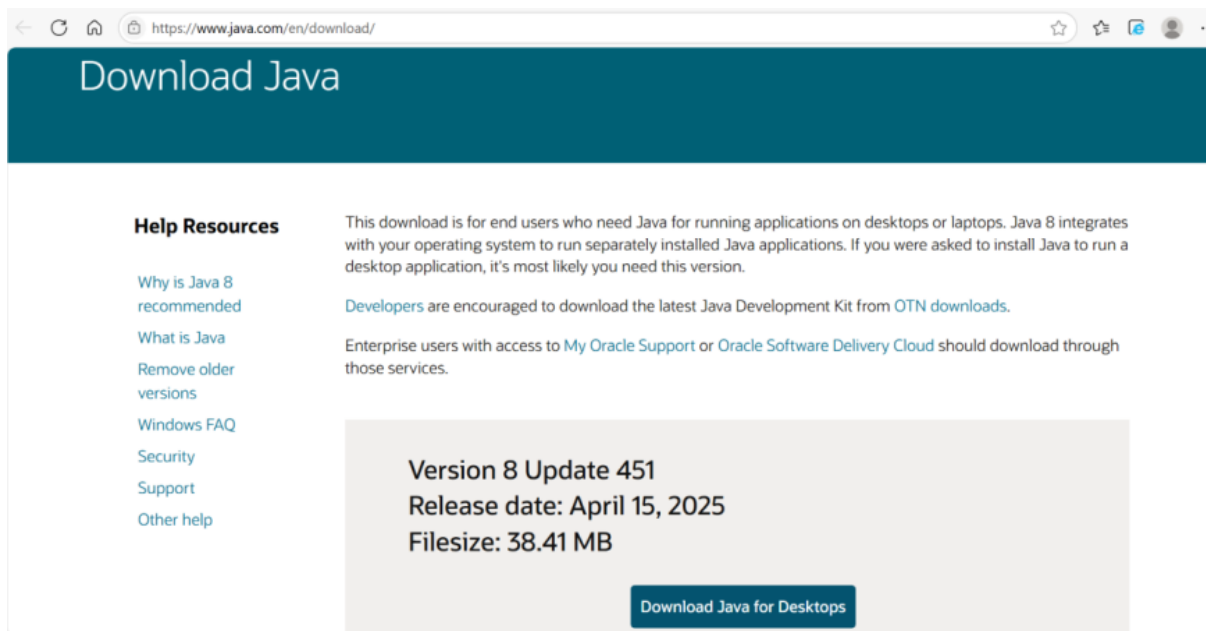 https://www.java.com/en/download/
Download Java
Help Resources
Why is Java 8
recommended
What is Java
Remove older
versions
Windows FAQ
Security
Support
Other help
This download is for end users who need Java for running applications on desktops or laptops. Java 8 integrates
with your operating system to run separately installed Java applications. If you were asked to install Java to run a
desktop application, it's most likely you need this version.
Developers are encouraged to download the latest Java Development Kit from OTN downloads.
Enterprise users with access to My Oracle Support or Oracle Software Delivery Cloud should download through
those services.
Version 8 Update 451
Release date: April 15, 2025
Filesize: 38.41 MB
Download Java for Desktops